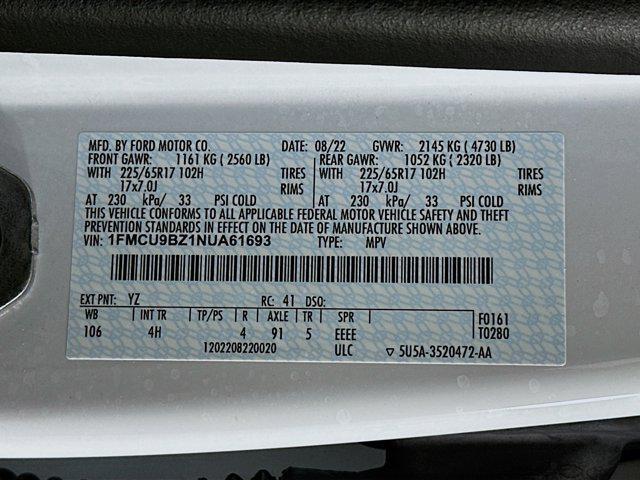 MFD. BY FORD MOTOR CO. DATE: 08/22 GVWR: 2145 KG ( 4730 LB)
FRONT GAWR: 1161 KG ( 2560 LB) REAR GAWR: 1052 KG ( 2320 LB)
WITH 225/65R17 102H TIRES WITH 225/65R17 102H TIRES
17x7.0J RIMS 17x7.0J RIMS
AT 230 kPa/ 33 PSI COLD AT 230 kPa/ 33 PSI COLD
THIS VEHICLE CONFORMS TO ALL APPLICABLE FEDERAL MOTOR VEHICLE SAFETY AND THEFT
PREVENTION STANDARDS IN EFFECT ON THE DATE OF MANUFACTURE SHOWN ABOVE.
VIN: 1FMCU9BZ1NUA61693 TYPE: MPV
EXT PNT: YZ RC: 41 DSO:
WB INT TR TP/PS R AXLE TR SPR F0161
106 4H 4 91 5 EEEE T0280
1202208220020 ULC ▽ 5U5A-3520472-AA